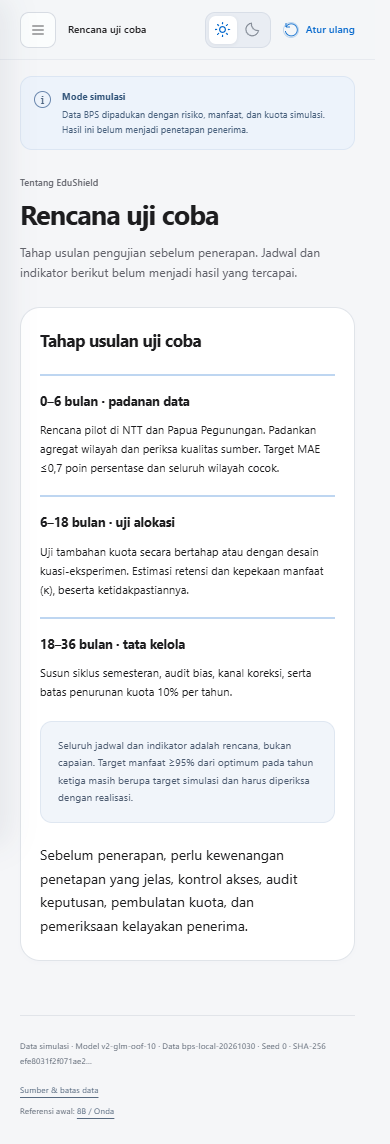 Rencana uji coba
Atur ulang
Mode simulasi
Data BPS dipadukan dengan risiko, manfaat, dan kuota simulasi.
Hasil ini belum menjadi penetapan penerima.
Tentang EduShield
Rencana uji coba
Tahap usulan pengujian sebelum penerapan. Jadwal dan
indikator berikut belum menjadi hasil yang tercapai.
Tahap usulan uji coba
0–6 bulan · padanan data
Rencana pilot di NTT dan Papua Pegunungan. Padankan
agregat wilayah dan periksa kualitas sumber. Target MAE
≤0,7 poin persentase dan seluruh wilayah cocok.
6–18 bulan · uji alokasi
Uji tambahan kuota secara bertahap atau dengan desain
kuasi-eksperimen. Estimasi retensi dan kepekaan manfaat
(κ), beserta ketidakpastiannya.
18–36 bulan · tata kelola
Susun siklus semesteran, audit bias, kanal koreksi, serta
batas penurunan kuota 10% per tahun.
Seluruh jadwal dan indikator adalah rencana, bukan
capaian. Target manfaat ≥95% dari optimum pada tahun
ketiga masih berupa target simulasi dan harus diperiksa
dengan realisasi.
Sebelum penerapan, perlu kewenangan
penetapan yang jelas, kontrol akses, audit
keputusan, pembulatan kuota, dan
pemeriksaan kelayakan penerima.
Data simulasi · Model v2-glm-oof-10 · Data bps-local-20261030 · Seed 0 · SHA-256
efe8031f2f071ae2...
Sumber & batas data
Referensi awal: 8B / Onda